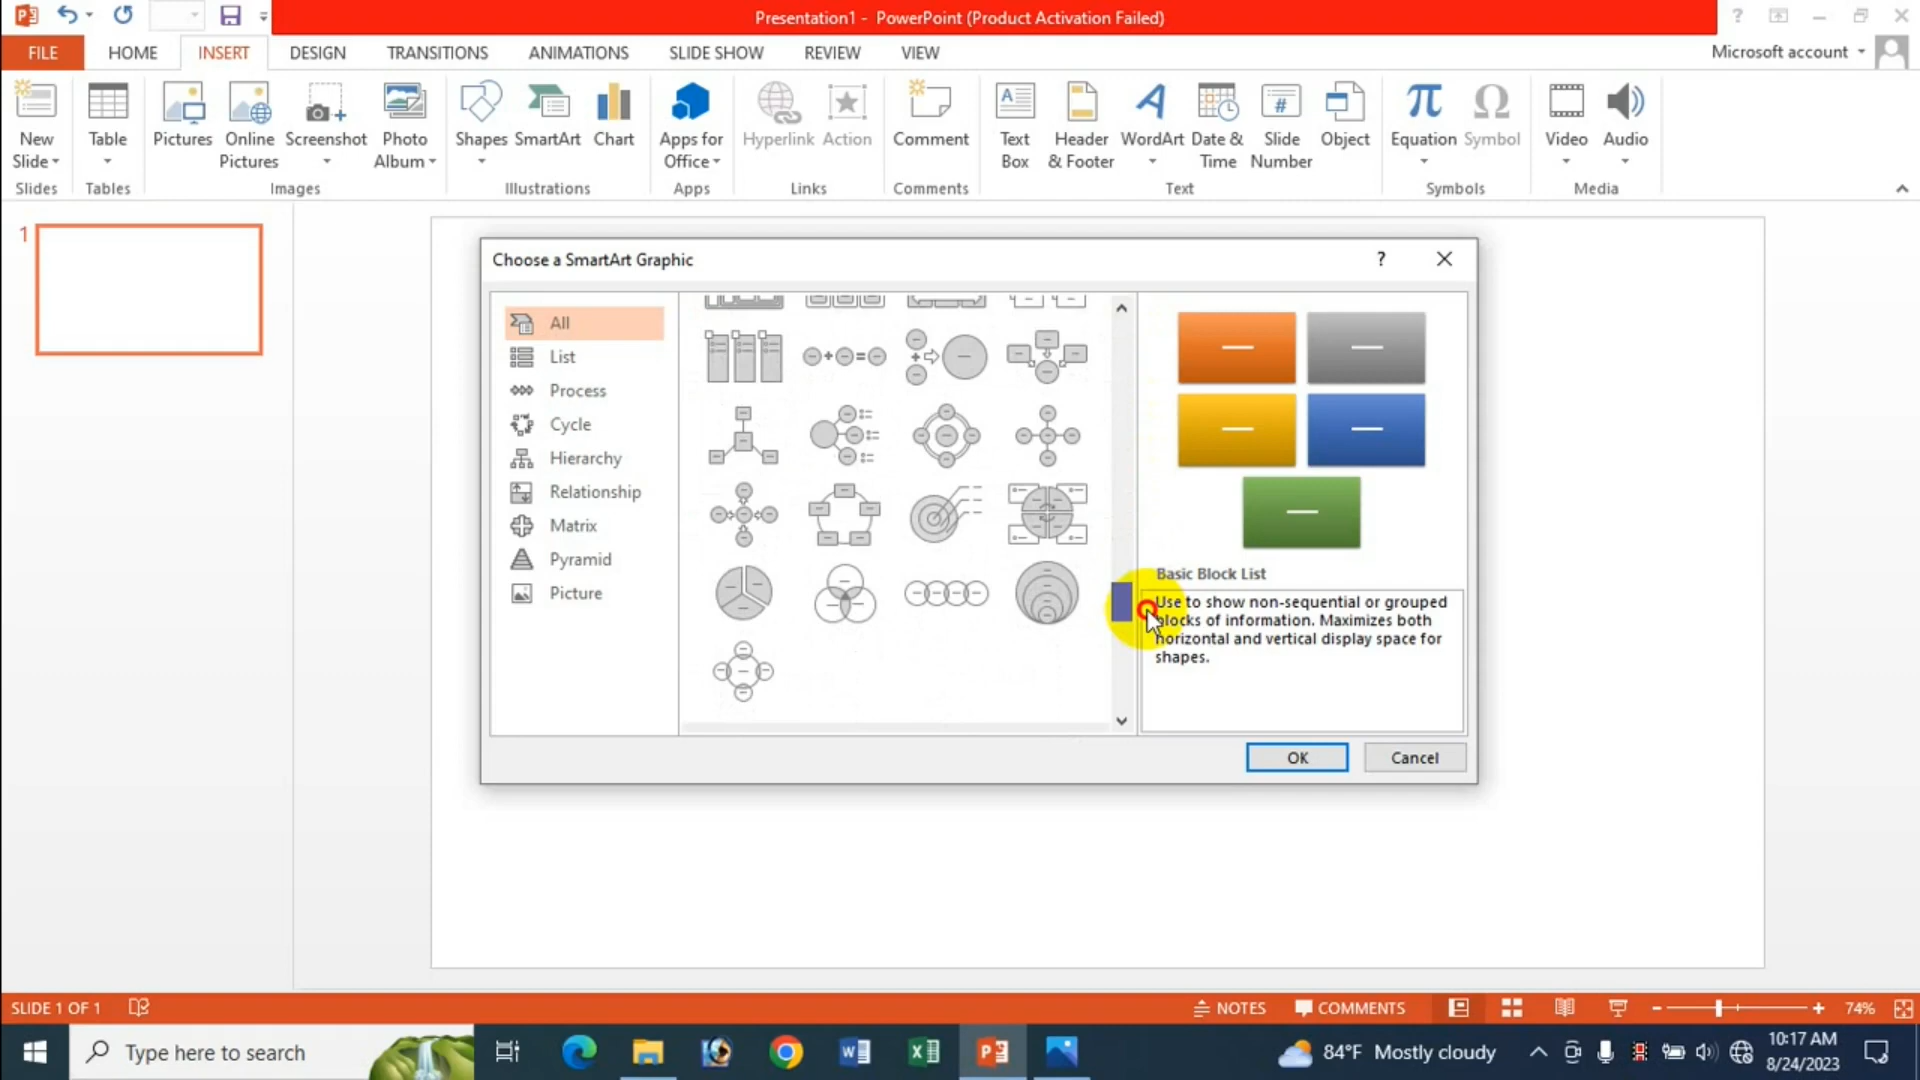 Presentation1 - PowerPoint (Product Activation Failed)
FILE HOME INSERT DESIGN TRANSITIONS ANIMATIONS SLIDE SHOW REVIEW VIEW
Microsoft account
New Slide
Table
Pictures
Online Pictures
Screenshot
Photo Album
Shapes
SmartArt
Chart
Apps for Office
Hyperlink
Action
Comment
Text Box
Header & Footer
WordArt
Date & Time
Slide Number
Object
Equation
Symbol
Video
Audio
Slides Tables Images Illustrations Apps Links Comments Text Symbols Media
1
Choose a SmartArt Graphic
All
List
Process
Cycle
Hierarchy
Relationship
Matrix
Pyramid
Picture
Basic Block List
Use to show non-sequential or grouped
blocks of information. Maximizes both
horizontal and vertical display space for
shapes.
OK Cancel
SLIDE 1 OF 1
NOTES COMMENTS 74%
Type here to search
84°F Mostly cloudy
10:17 AM
8/24/2023